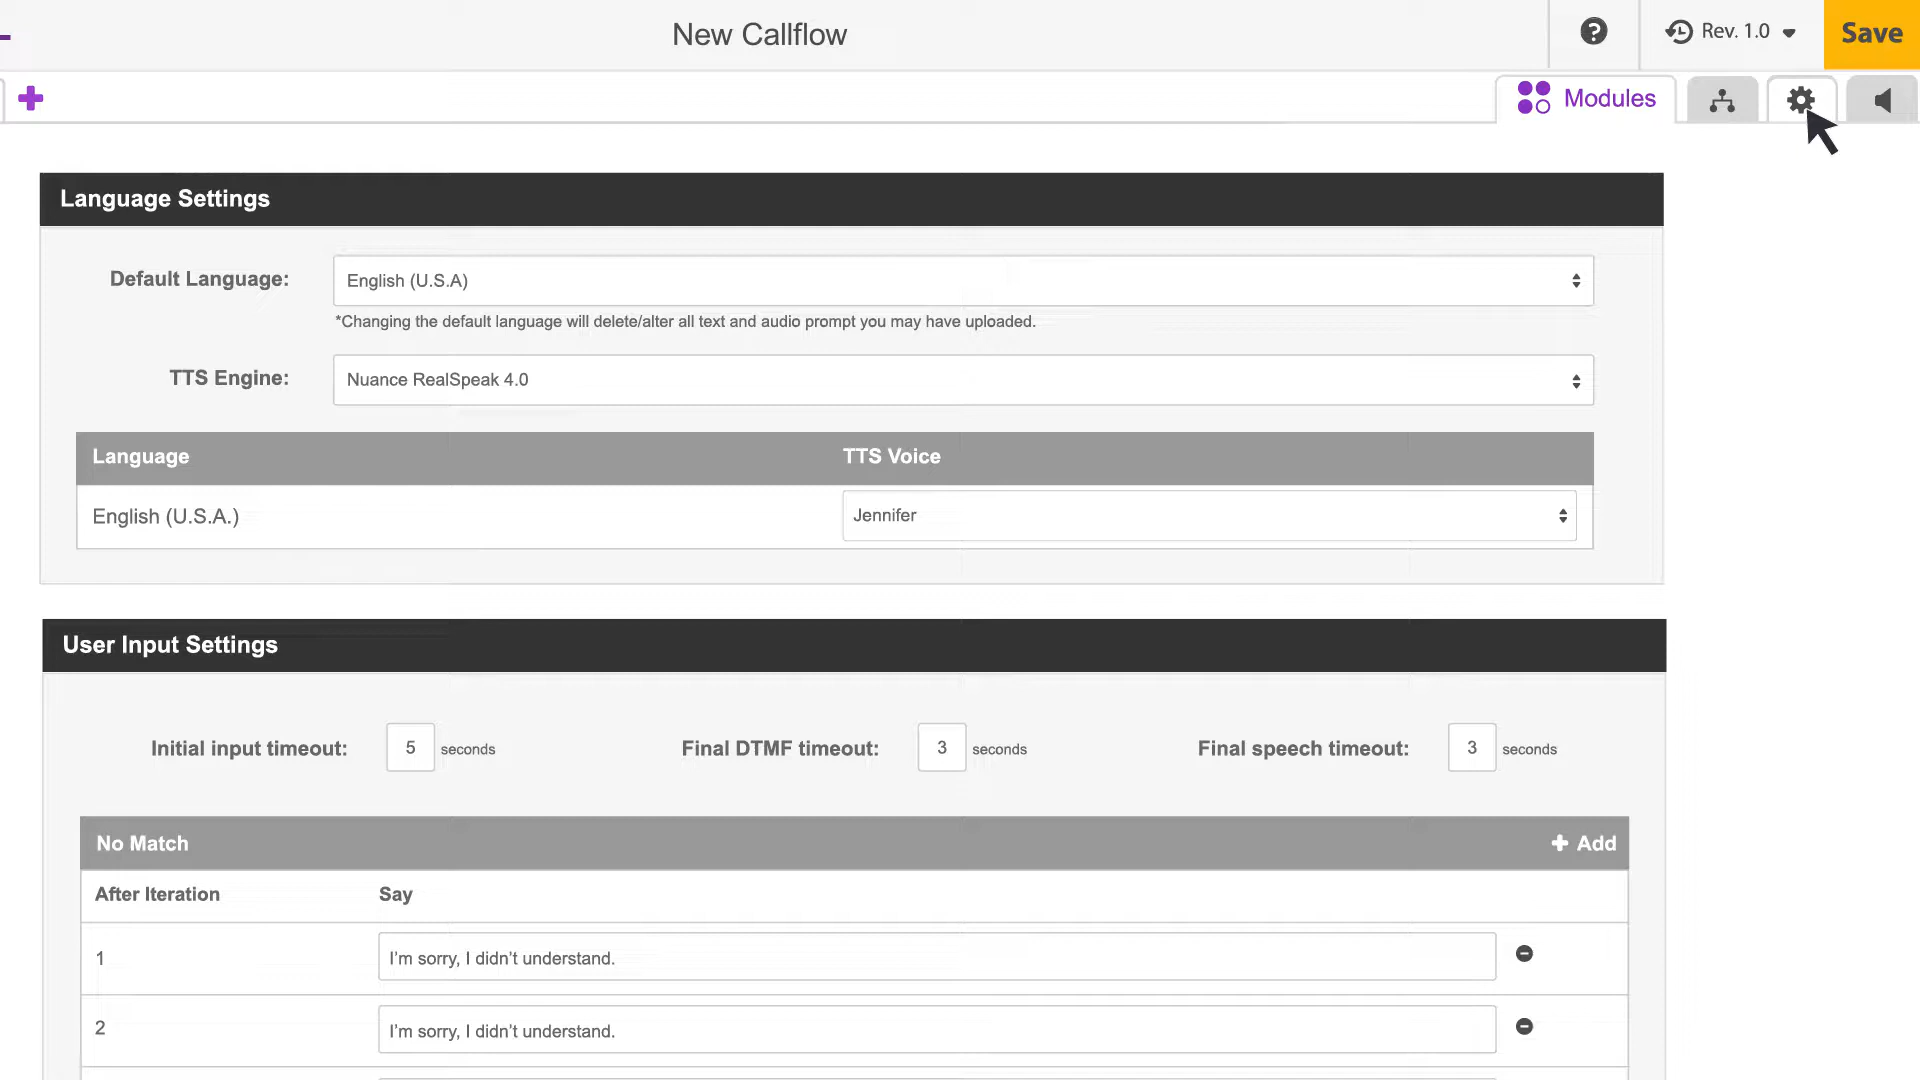 New Callflow
Rev. 1.0
Save
Modules
Language Settings
Default Language:
English (U.S.A)
*Changing the default language will delete/alter all text and audio prompt you may have uploaded.
TTS Engine:
Nuance RealSpeak 4.0
Language
TTS Voice
English (U.S.A.)
Jennifer
User Input Settings
Initial input timeout: 5 seconds
Final DTMF timeout: 3 seconds
Final speech timeout: 3 seconds
No Match
Add
After Iteration
Say
1
I'm sorry, I didn't understand.
2
I'm sorry, I didn't understand.